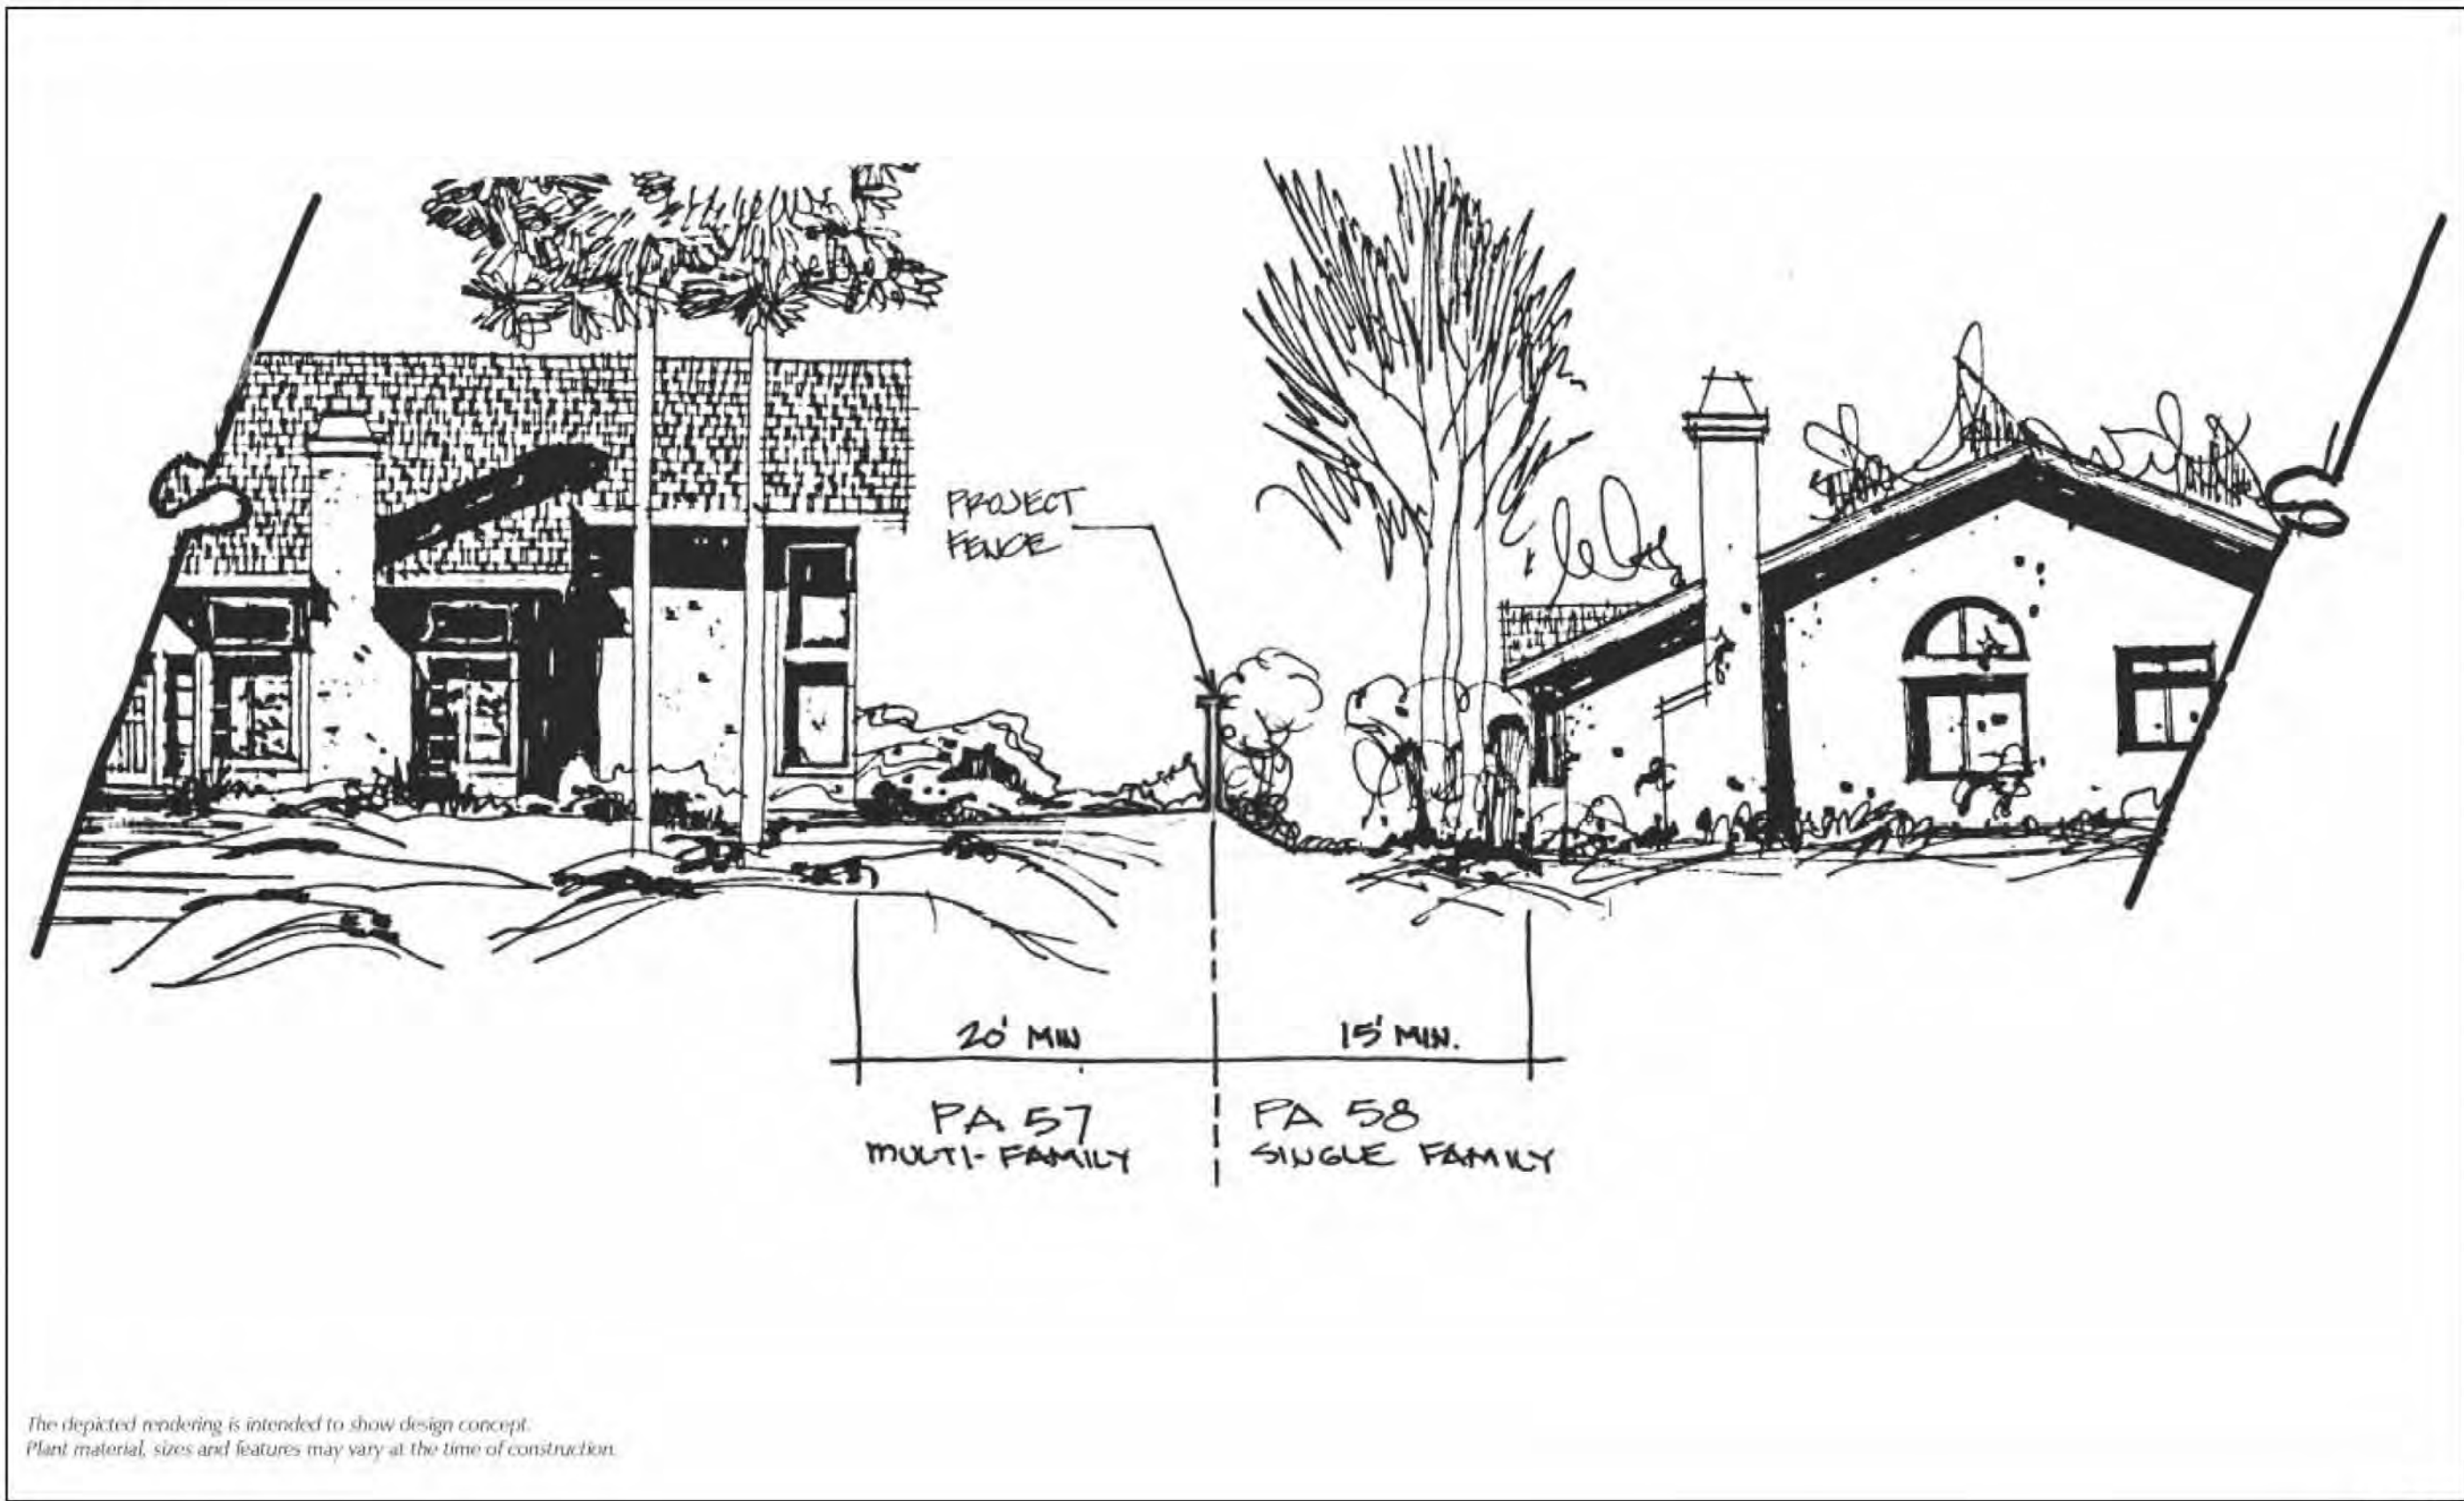 PROJECT
FENCE
20' MIN
15' MIN.
PA 57
MULTI-FAMILY
PA 58
SINGLE FAMILY
The depicted rendering is intended to show design concept.
Plant material, sizes and features may vary at the time of construction.